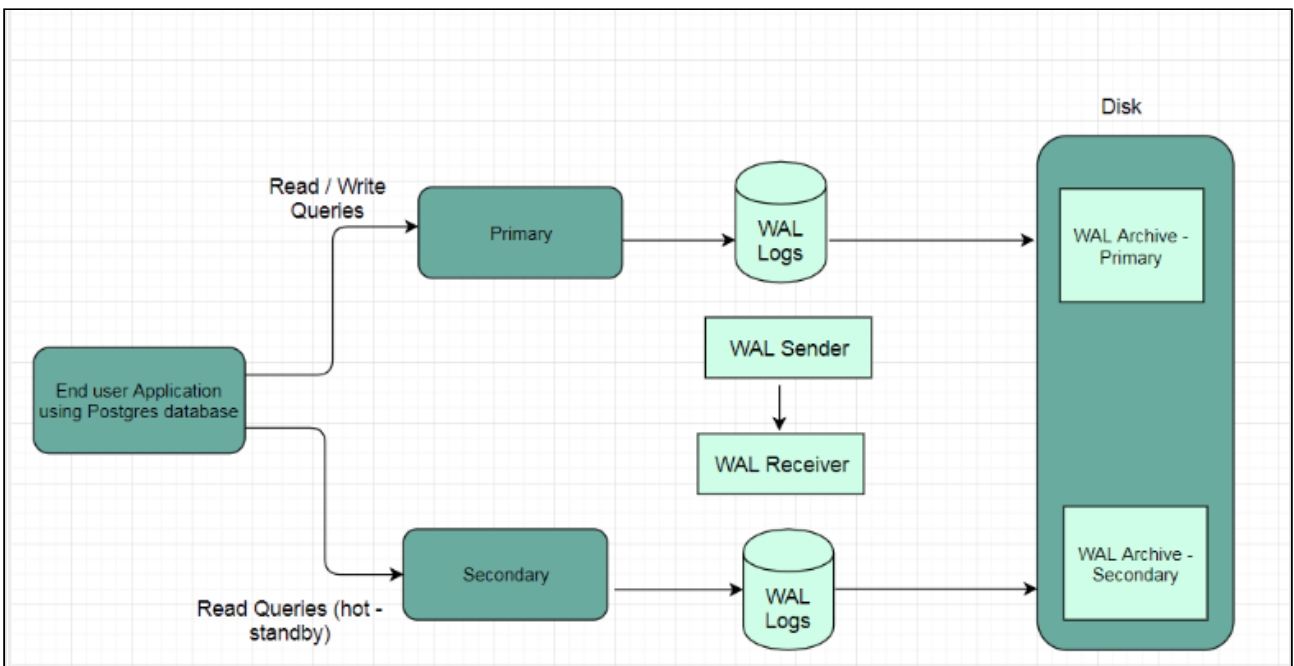 Disk
Read / Write
Queries
Primary
WAL
Logs
WAL Archive -
Primary
WAL Sender
End user Application
using Postgres database
WAL Receiver
Secondary
WAL
Logs
WAL Archive -
Secondary
Read Queries (hot -
standby)